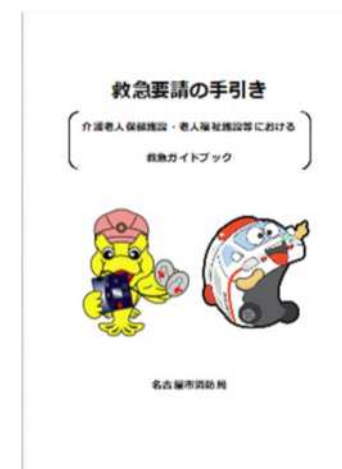 救急要請の手引き
介護老人保健施設・老人福祉施設等における
救急ガイドブック
名古屋市消防局